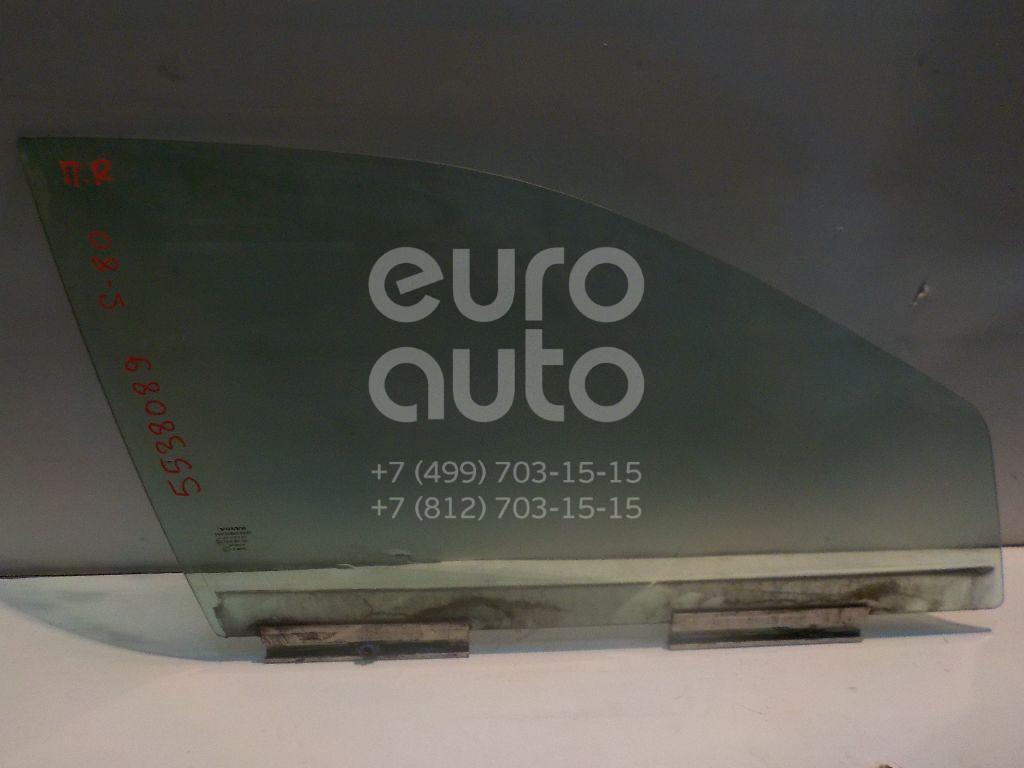 П.R
S-80
5538089
euro
auto
+7 (499) 703-15-15
+7 (812) 703-15-15
VOLVO